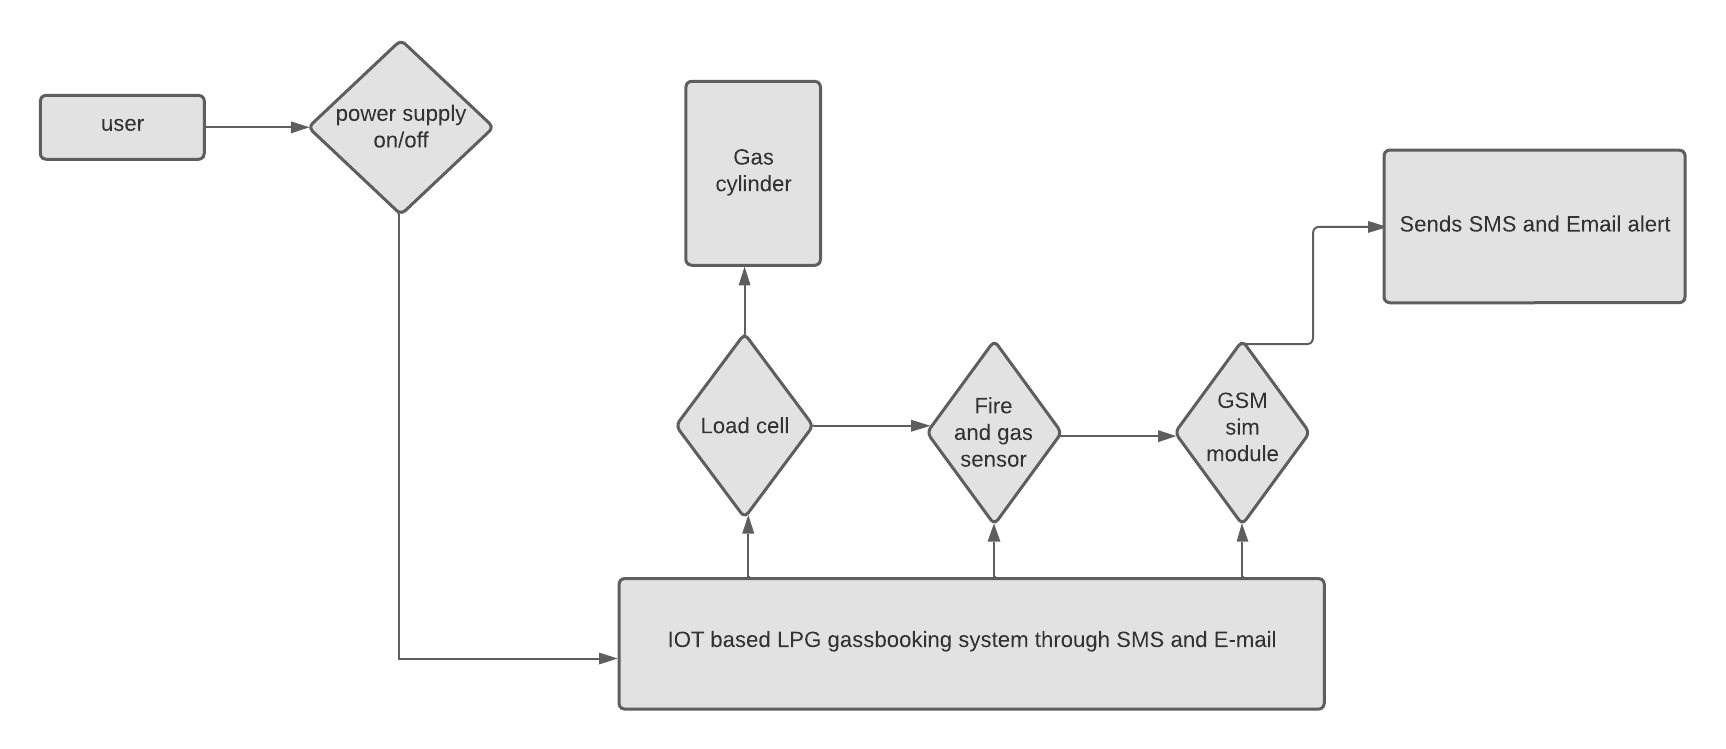 user
power supply
on/off
Gas
cylinder
Sends SMS and Email alert
Load cell
Fire
and gas
sensor
GSM
sim
module
IOT based LPG gassbooking system through SMS and E-mail